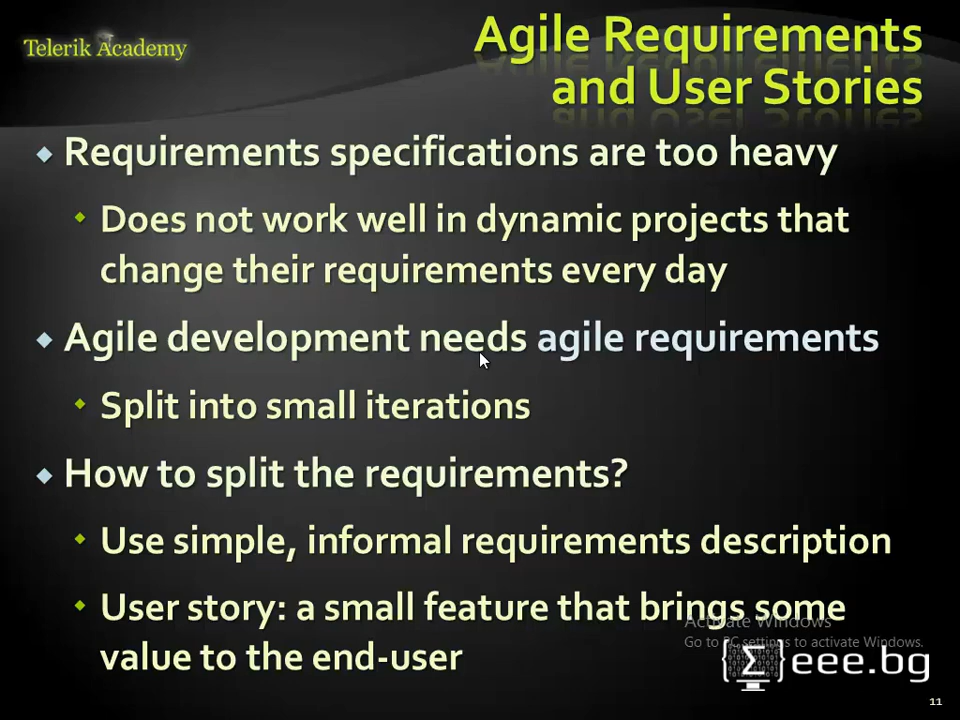 Telerik Academy
Agile Requirements
and User Stories
Requirements specifications are too heavy
Does not work well in dynamic projects that
change their requirements every day
Agile development needs agile requirements
Split into small iterations
How to split the requirements?
Use simple, informal requirements description
User story: a small feature that brings some
value to the end-user
Activate Windows
Go to PC settings to activate Windows.
{Σ}eee.bg
11